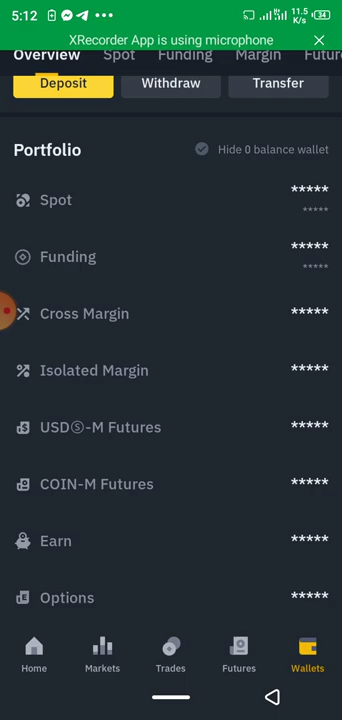 5:12 11.5 K/s 34
XRecorder App is using microphone
Overview Spot Funding Margin Futur
Deposit Withdraw Transfer
Portfolio Hide 0 balance wallet
Spot *****
*****
Funding *****
*****
Cross Margin *****
Isolated Margin *****
USDⓈ-M Futures *****
COIN-M Futures *****
Earn *****
Options *****
Home Markets Trades Futures Wallets